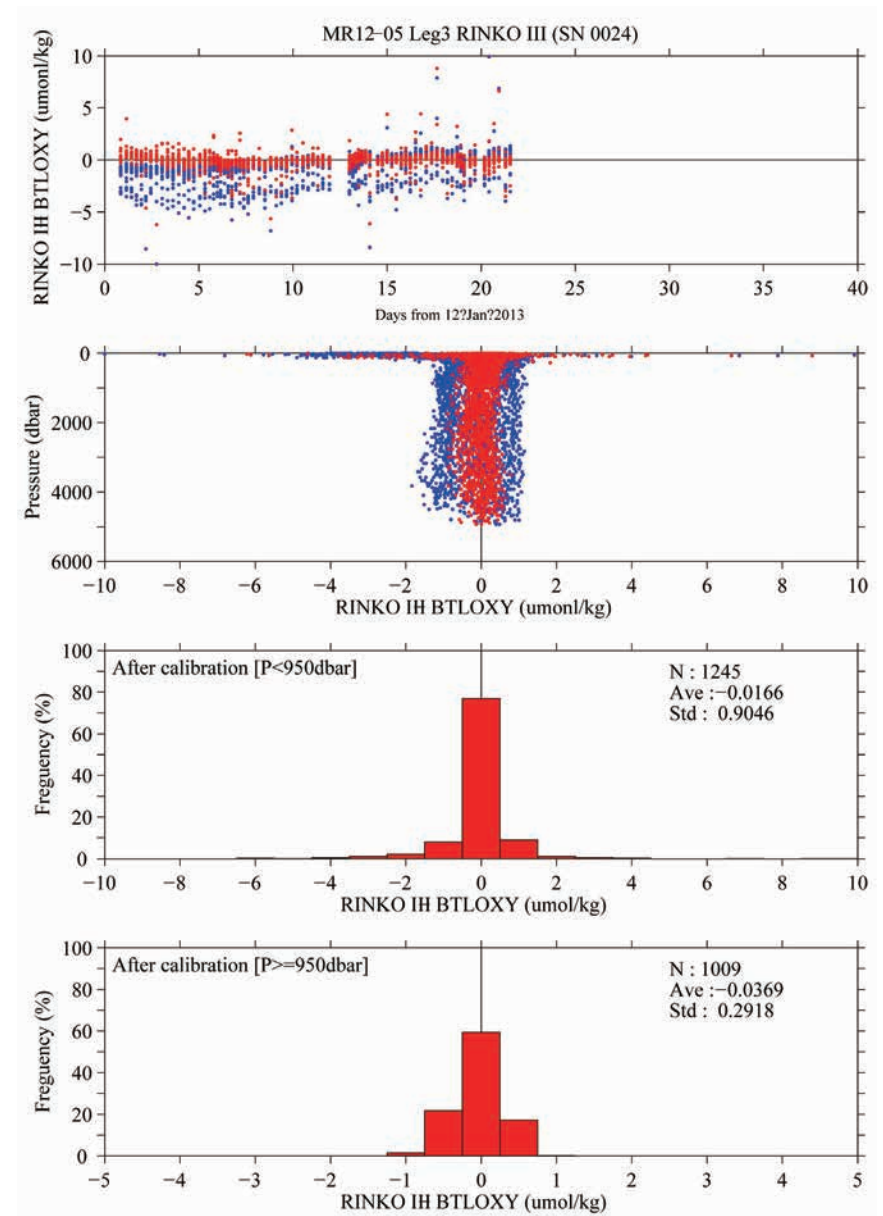 MR12-05 Leg3 RINKO III (SN 0024)
RINKO IH BTLOXY (umonl/kg)
10
5
0
−5
−10
0 5 10 15 20 25 30 35 40
Days from 12?Jan?2013
Pressure (dbar)
0
2000
4000
6000
−10 −8 −6 −4 −2 0 2 4 6 8 10
RINKO IH BTLOXY (umonl/kg)
After calibration [P<950dbar]
N : 1245
Ave :−0.0166
Std : 0.9046
Freguency (%)
100
80
60
40
20
0
−10 −8 −6 −4 −2 0 2 4 6 8 10
RINKO IH BTLOXY (umol/kg)
After calibration [P>=950dbar]
N : 1009
Ave :−0.0369
Std : 0.2918
Freguency (%)
100
80
60
40
20
0
−5 −4 −3 −2 −1 0 1 2 3 4 5
RINKO IH BTLOXY (umol/kg)